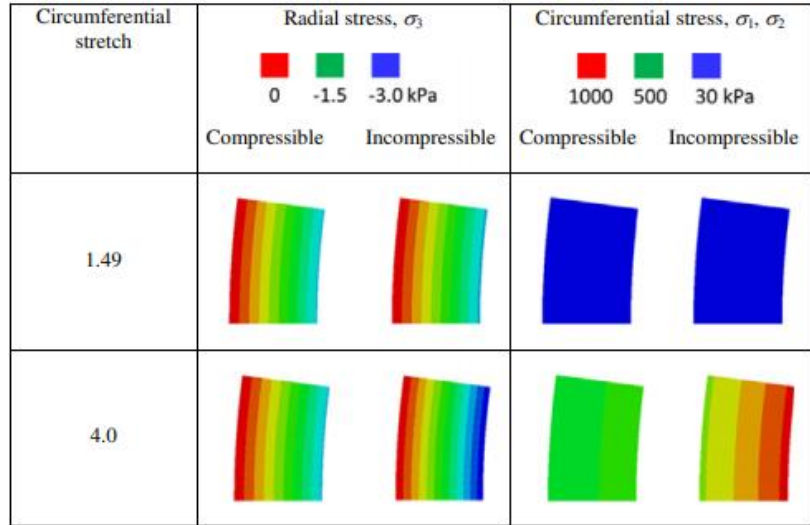 Circumferential
stretch
Radial stress, σ₃
0 -1.5 -3.0 kPa
Compressible Incompressible
Circumferential stress, σ₁, σ₂
1000 500 30 kPa
Compressible Incompressible
1.49
4.0